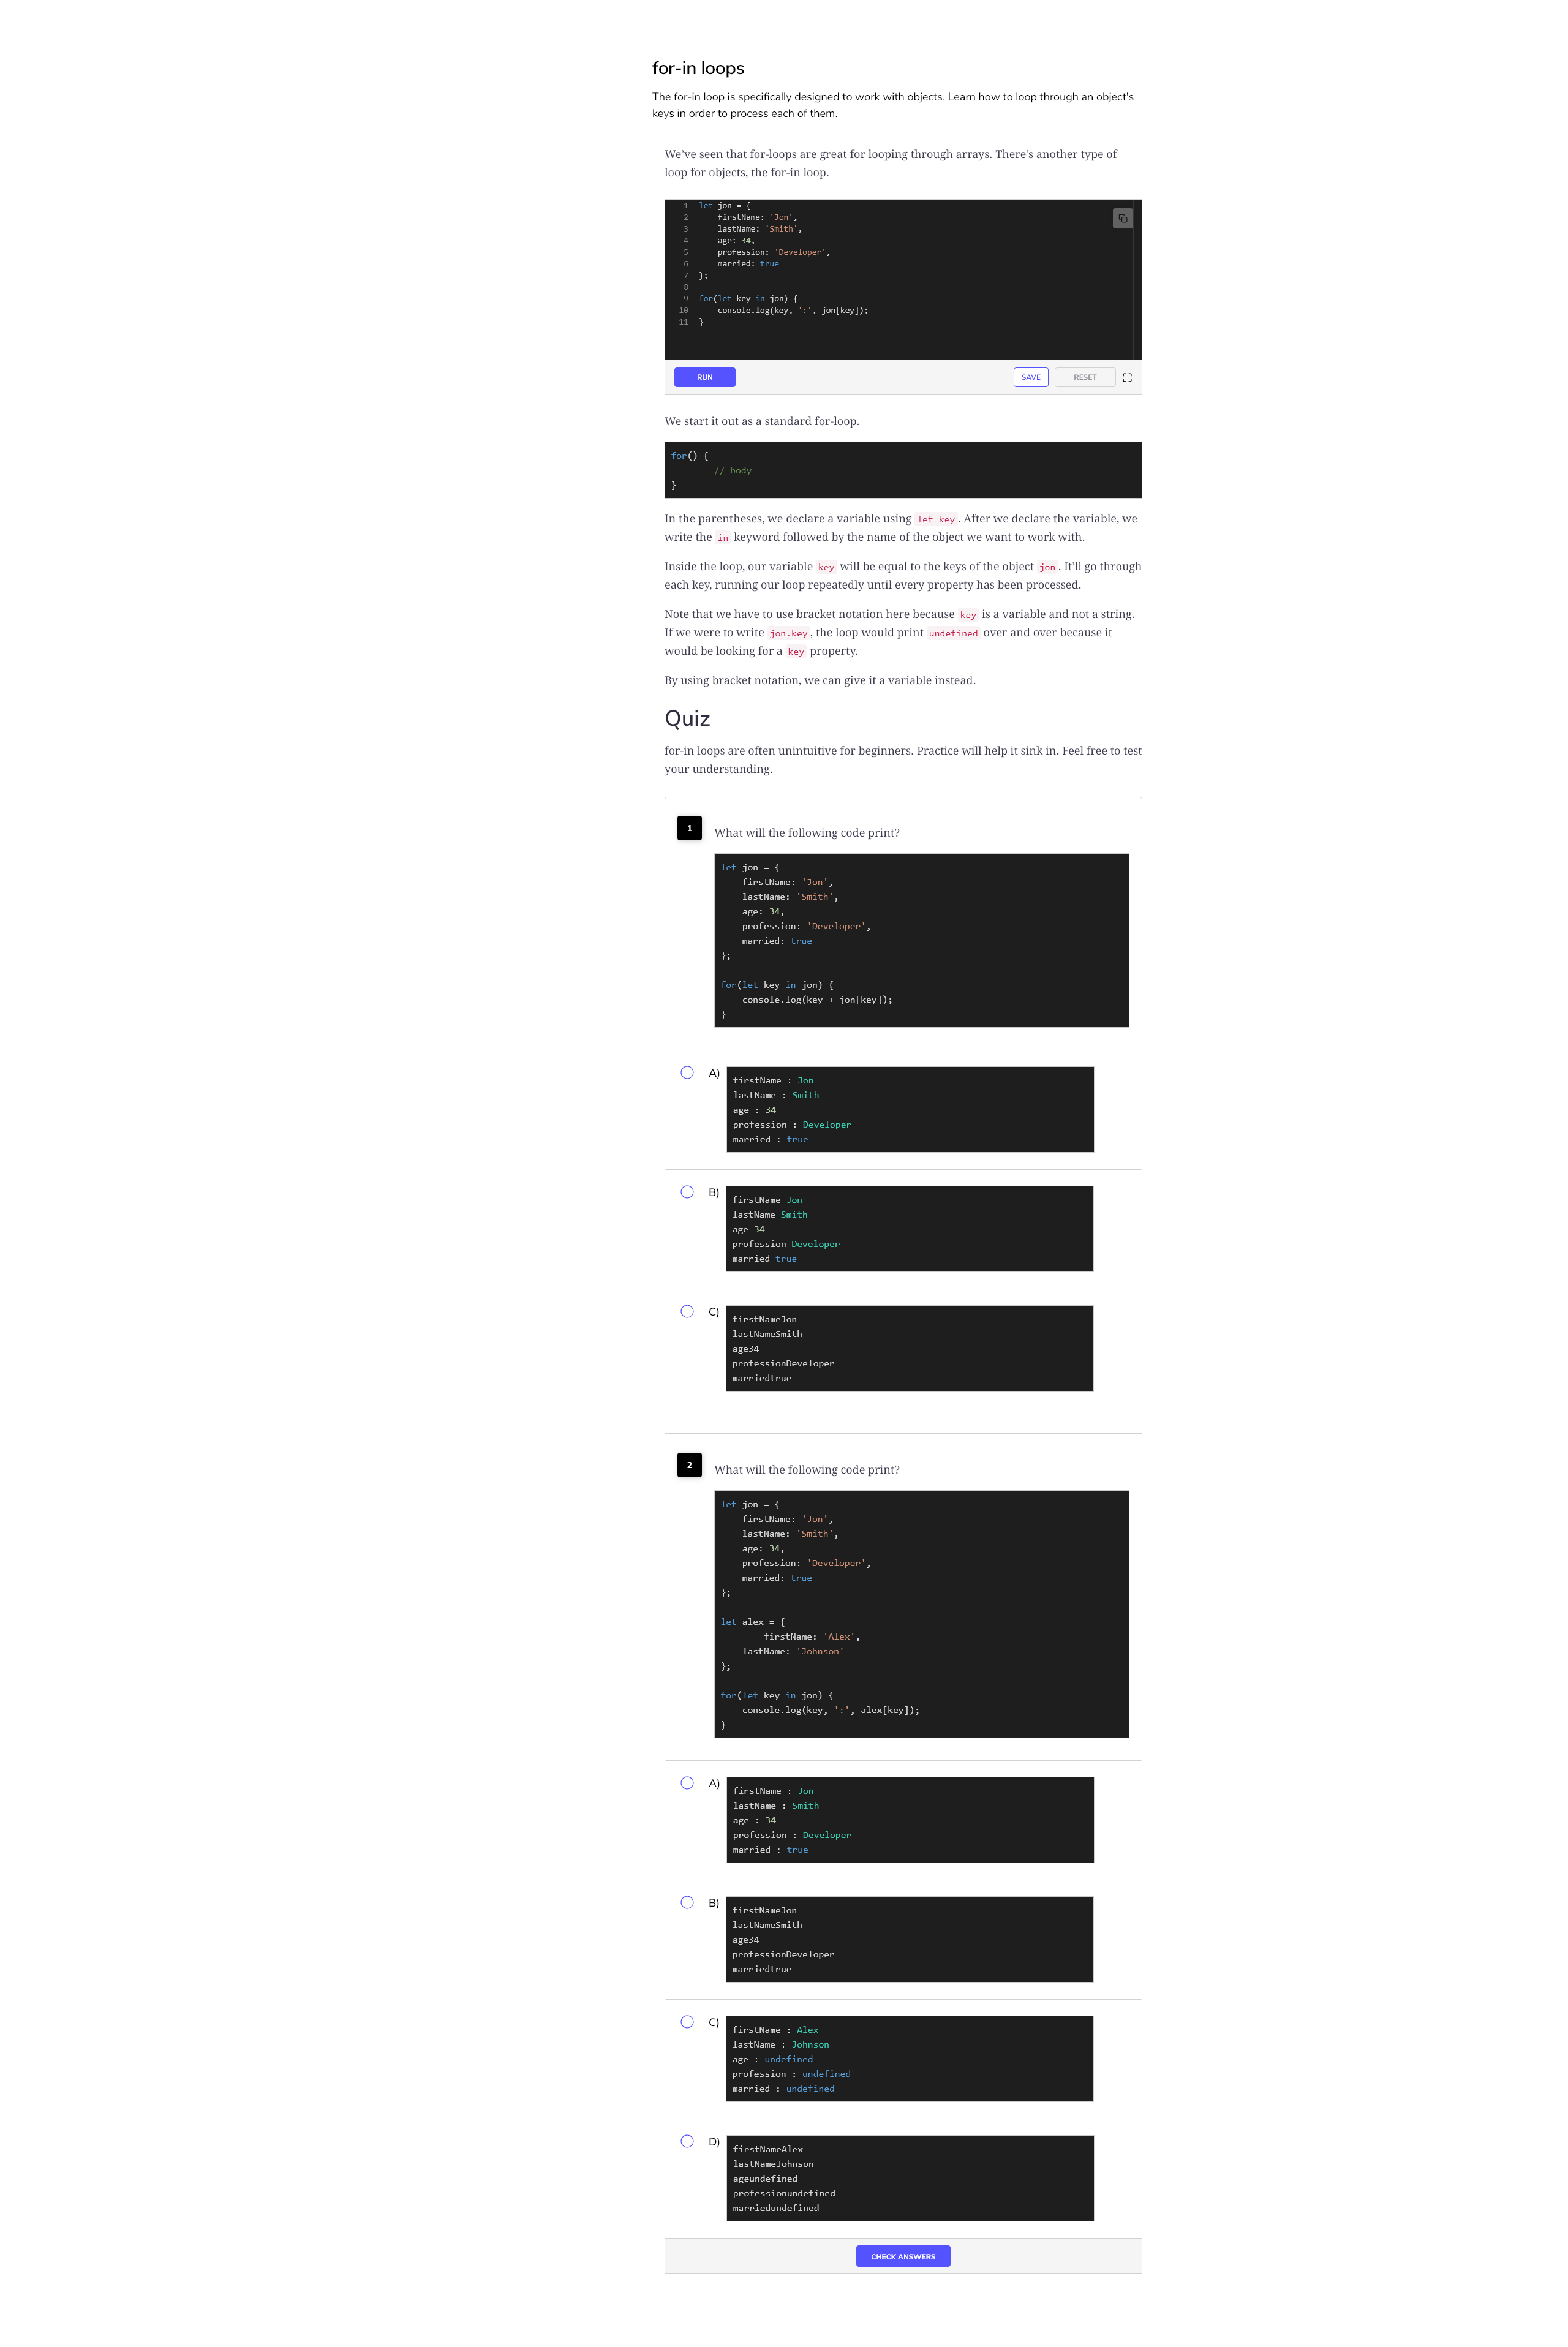 for-in loops
The for-in loop is specifically designed to work with objects. Learn how to loop through an object's
keys in order to process each of them.
We’ve seen that for-loops are great for looping through arrays. There’s another type of
loop for objects, the for-in loop.
1 let jon = {
2     firstName: 'Jon',
3     lastName: 'Smith',
4     age: 34,
5     profession: 'Developer',
6     married: true
7 };
8
9 for(let key in jon) {
10     console.log(key, ':', jon[key]);
11 }
RUN SAVE RESET
We start it out as a standard for-loop.
for() {
        // body
}
In the parentheses, we declare a variable using let key. After we declare the variable, we
write the in keyword followed by the name of the object we want to work with.
Inside the loop, our variable key will be equal to the keys of the object jon. It’ll go through
each key, running our loop repeatedly until every property has been processed.
Note that we have to use bracket notation here because key is a variable and not a string.
If we were to write jon.key, the loop would print undefined over and over because it
would be looking for a key property.
By using bracket notation, we can give it a variable instead.
Quiz
for-in loops are often unintuitive for beginners. Practice will help it sink in. Feel free to test
your understanding.
1 What will the following code print?
let jon = {
    firstName: 'Jon',
    lastName: 'Smith',
    age: 34,
    profession: 'Developer',
    married: true
};

for(let key in jon) {
    console.log(key + jon[key]);
}
A) firstName : Jon
lastName : Smith
age : 34
profession : Developer
married : true
B) firstName Jon
lastName Smith
age 34
profession Developer
married true
C) firstNameJon
lastNameSmith
age34
professionDeveloper
marriedtrue
2 What will the following code print?
let jon = {
    firstName: 'Jon',
    lastName: 'Smith',
    age: 34,
    profession: 'Developer',
    married: true
};

let alex = {
        firstName: 'Alex',
    lastName: 'Johnson'
};

for(let key in jon) {
    console.log(key, ':', alex[key]);
}
A) firstName : Jon
lastName : Smith
age : 34
profession : Developer
married : true
B) firstNameJon
lastNameSmith
age34
professionDeveloper
marriedtrue
C) firstName : Alex
lastName : Johnson
age : undefined
profession : undefined
married : undefined
D) firstNameAlex
lastNameJohnson
ageundefined
professionundefined
marriedundefined
CHECK ANSWERS